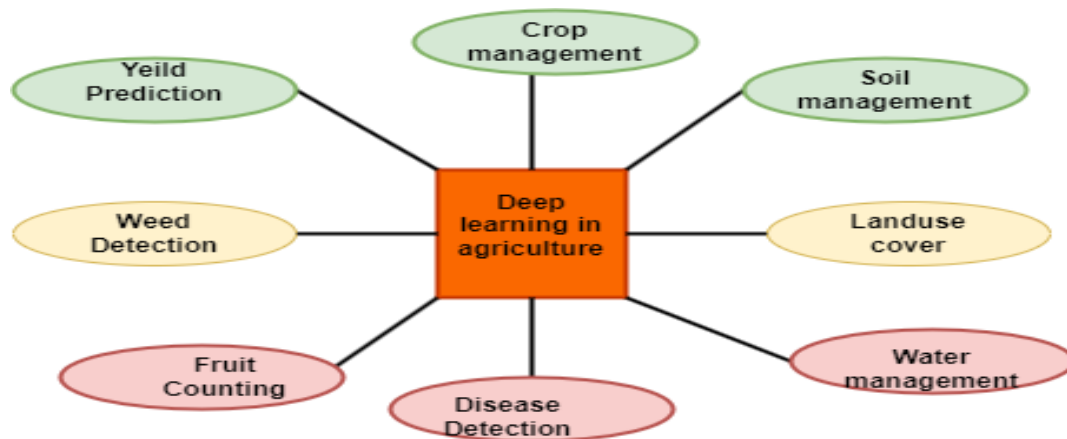 Crop
management
Yeild
Prediction
Soil
management
Deep
learning in
agriculture
Weed
Detection
Landuse
cover
Fruit
Counting
Water
management
Disease
Detection